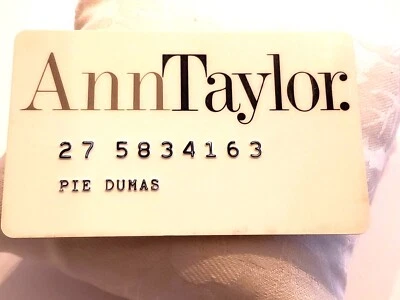 AnnTaylor.
27 5834163
PIE DUMAS